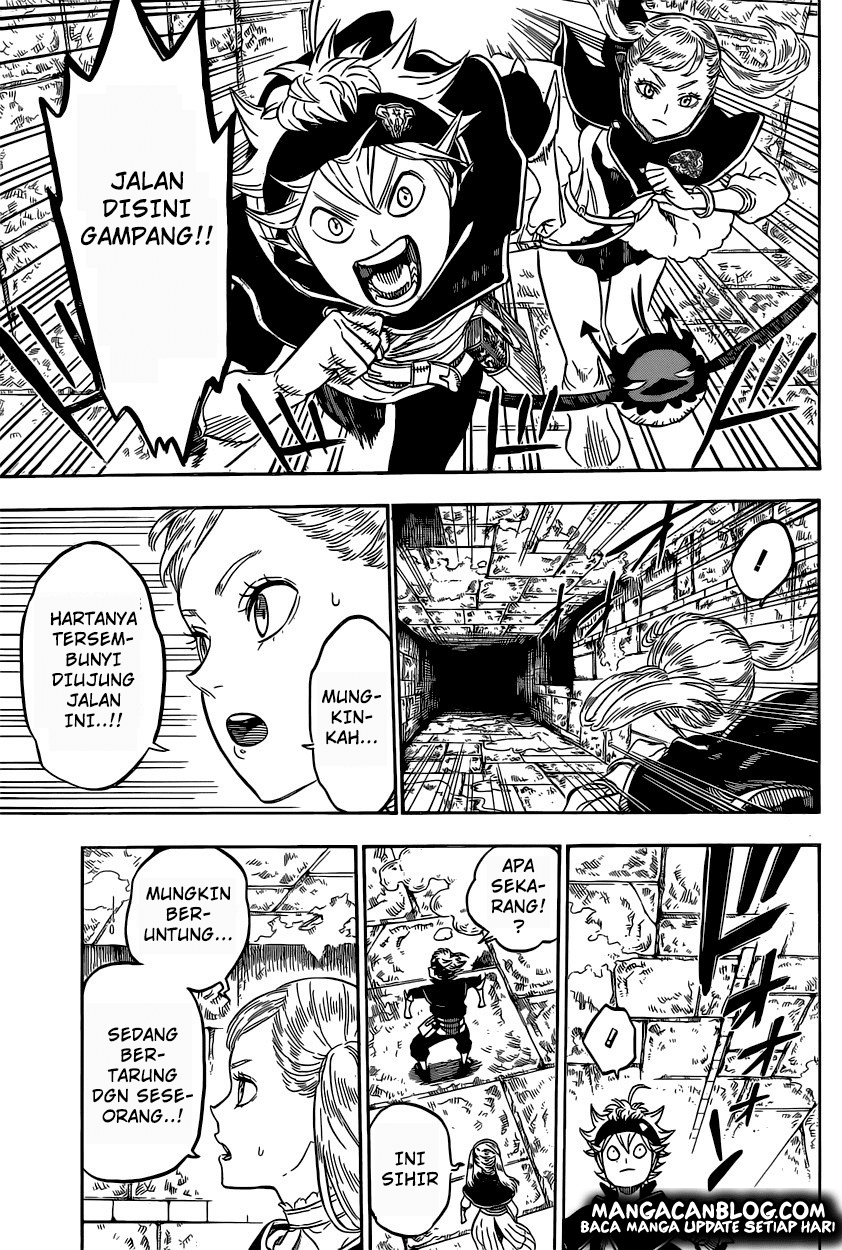 JALAN
DISINI
GAMPANG!!
!
MUNG-
KIN-
KAH...
HARTANYA
TERSEM-
BUNYI
DIUJUNG
JALAN
INI..!!
!
APA
SEKA-
RANG!
?
INI
SIHIR
MUNGKIN
BER-
UNTUNG...
SEDANG
BER-
TARUNG
DGN SESE-
ORANG..!
MANGACANBLOG.COM
BACA MANGA UPDATE SETIAP HARI